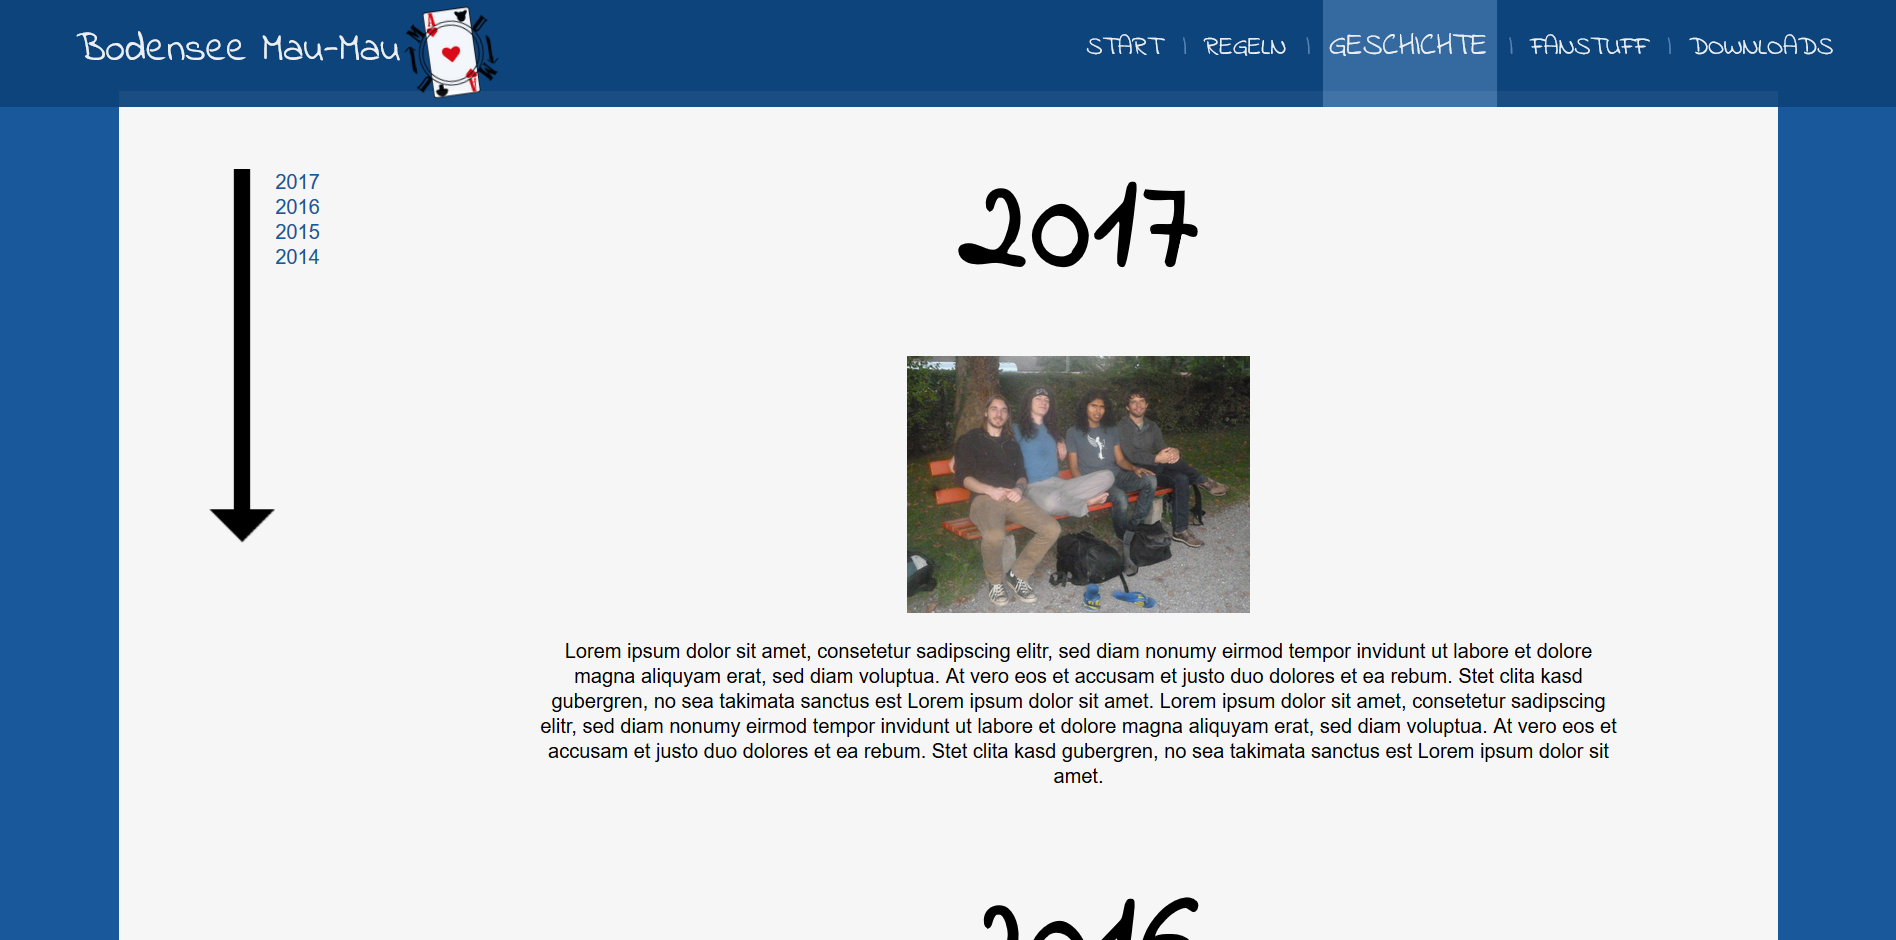 Bodensee Mau-Mau
START | REGELN | GESCHICHTE | FANSTUFF | DOWNLOADS
2017
2016
2015
2014
2017
Lorem ipsum dolor sit amet, consetetur sadipscing elitr, sed diam nonumy eirmod tempor invidunt ut labore et dolore
magna aliquyam erat, sed diam voluptua. At vero eos et accusam et justo duo dolores et ea rebum. Stet clita kasd
gubergren, no sea takimata sanctus est Lorem ipsum dolor sit amet. Lorem ipsum dolor sit amet, consetetur sadipscing
elitr, sed diam nonumy eirmod tempor invidunt ut labore et dolore magna aliquyam erat, sed diam voluptua. At vero eos et
accusam et justo duo dolores et ea rebum. Stet clita kasd gubergren, no sea takimata sanctus est Lorem ipsum dolor sit
amet.
2016